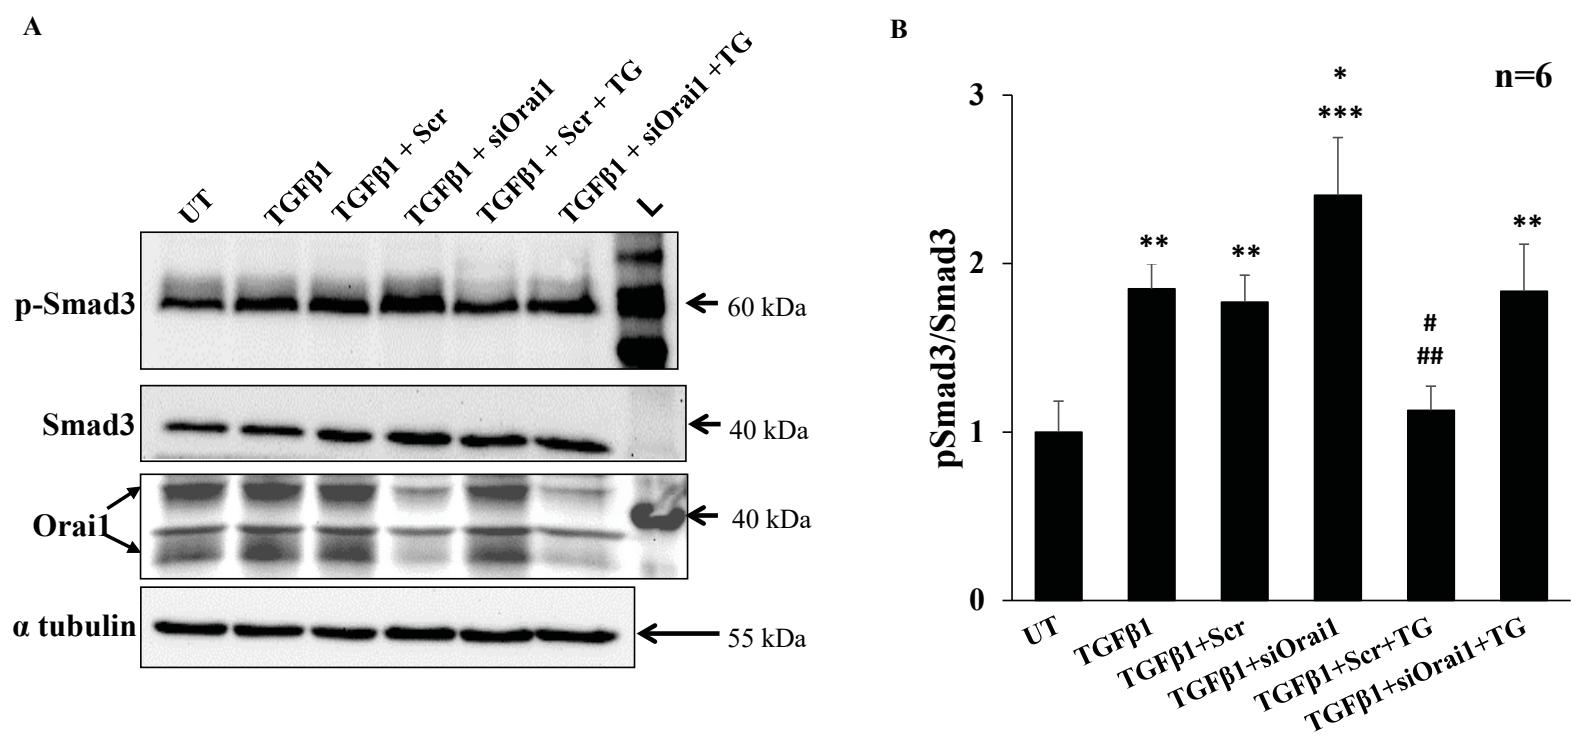 A
UT
TGFβ1
TGFβ1 + Scr
TGFβ1 + siOrai1
TGFβ1 + Scr + TG
TGFβ1 + siOrai1 +TG
L
p-Smad3
60 kDa
Smad3
40 kDa
Orai1
40 kDa
α tubulin
55 kDa
B
n=6
pSmad3/Smad3
3
2
1
0
**
**
*
***
#
##
**
UT
TGFβ1
TGFβ1+Scr
TGFβ1+siOrai1
TGFβ1+Scr+TG
TGFβ1+siOrai1+TG